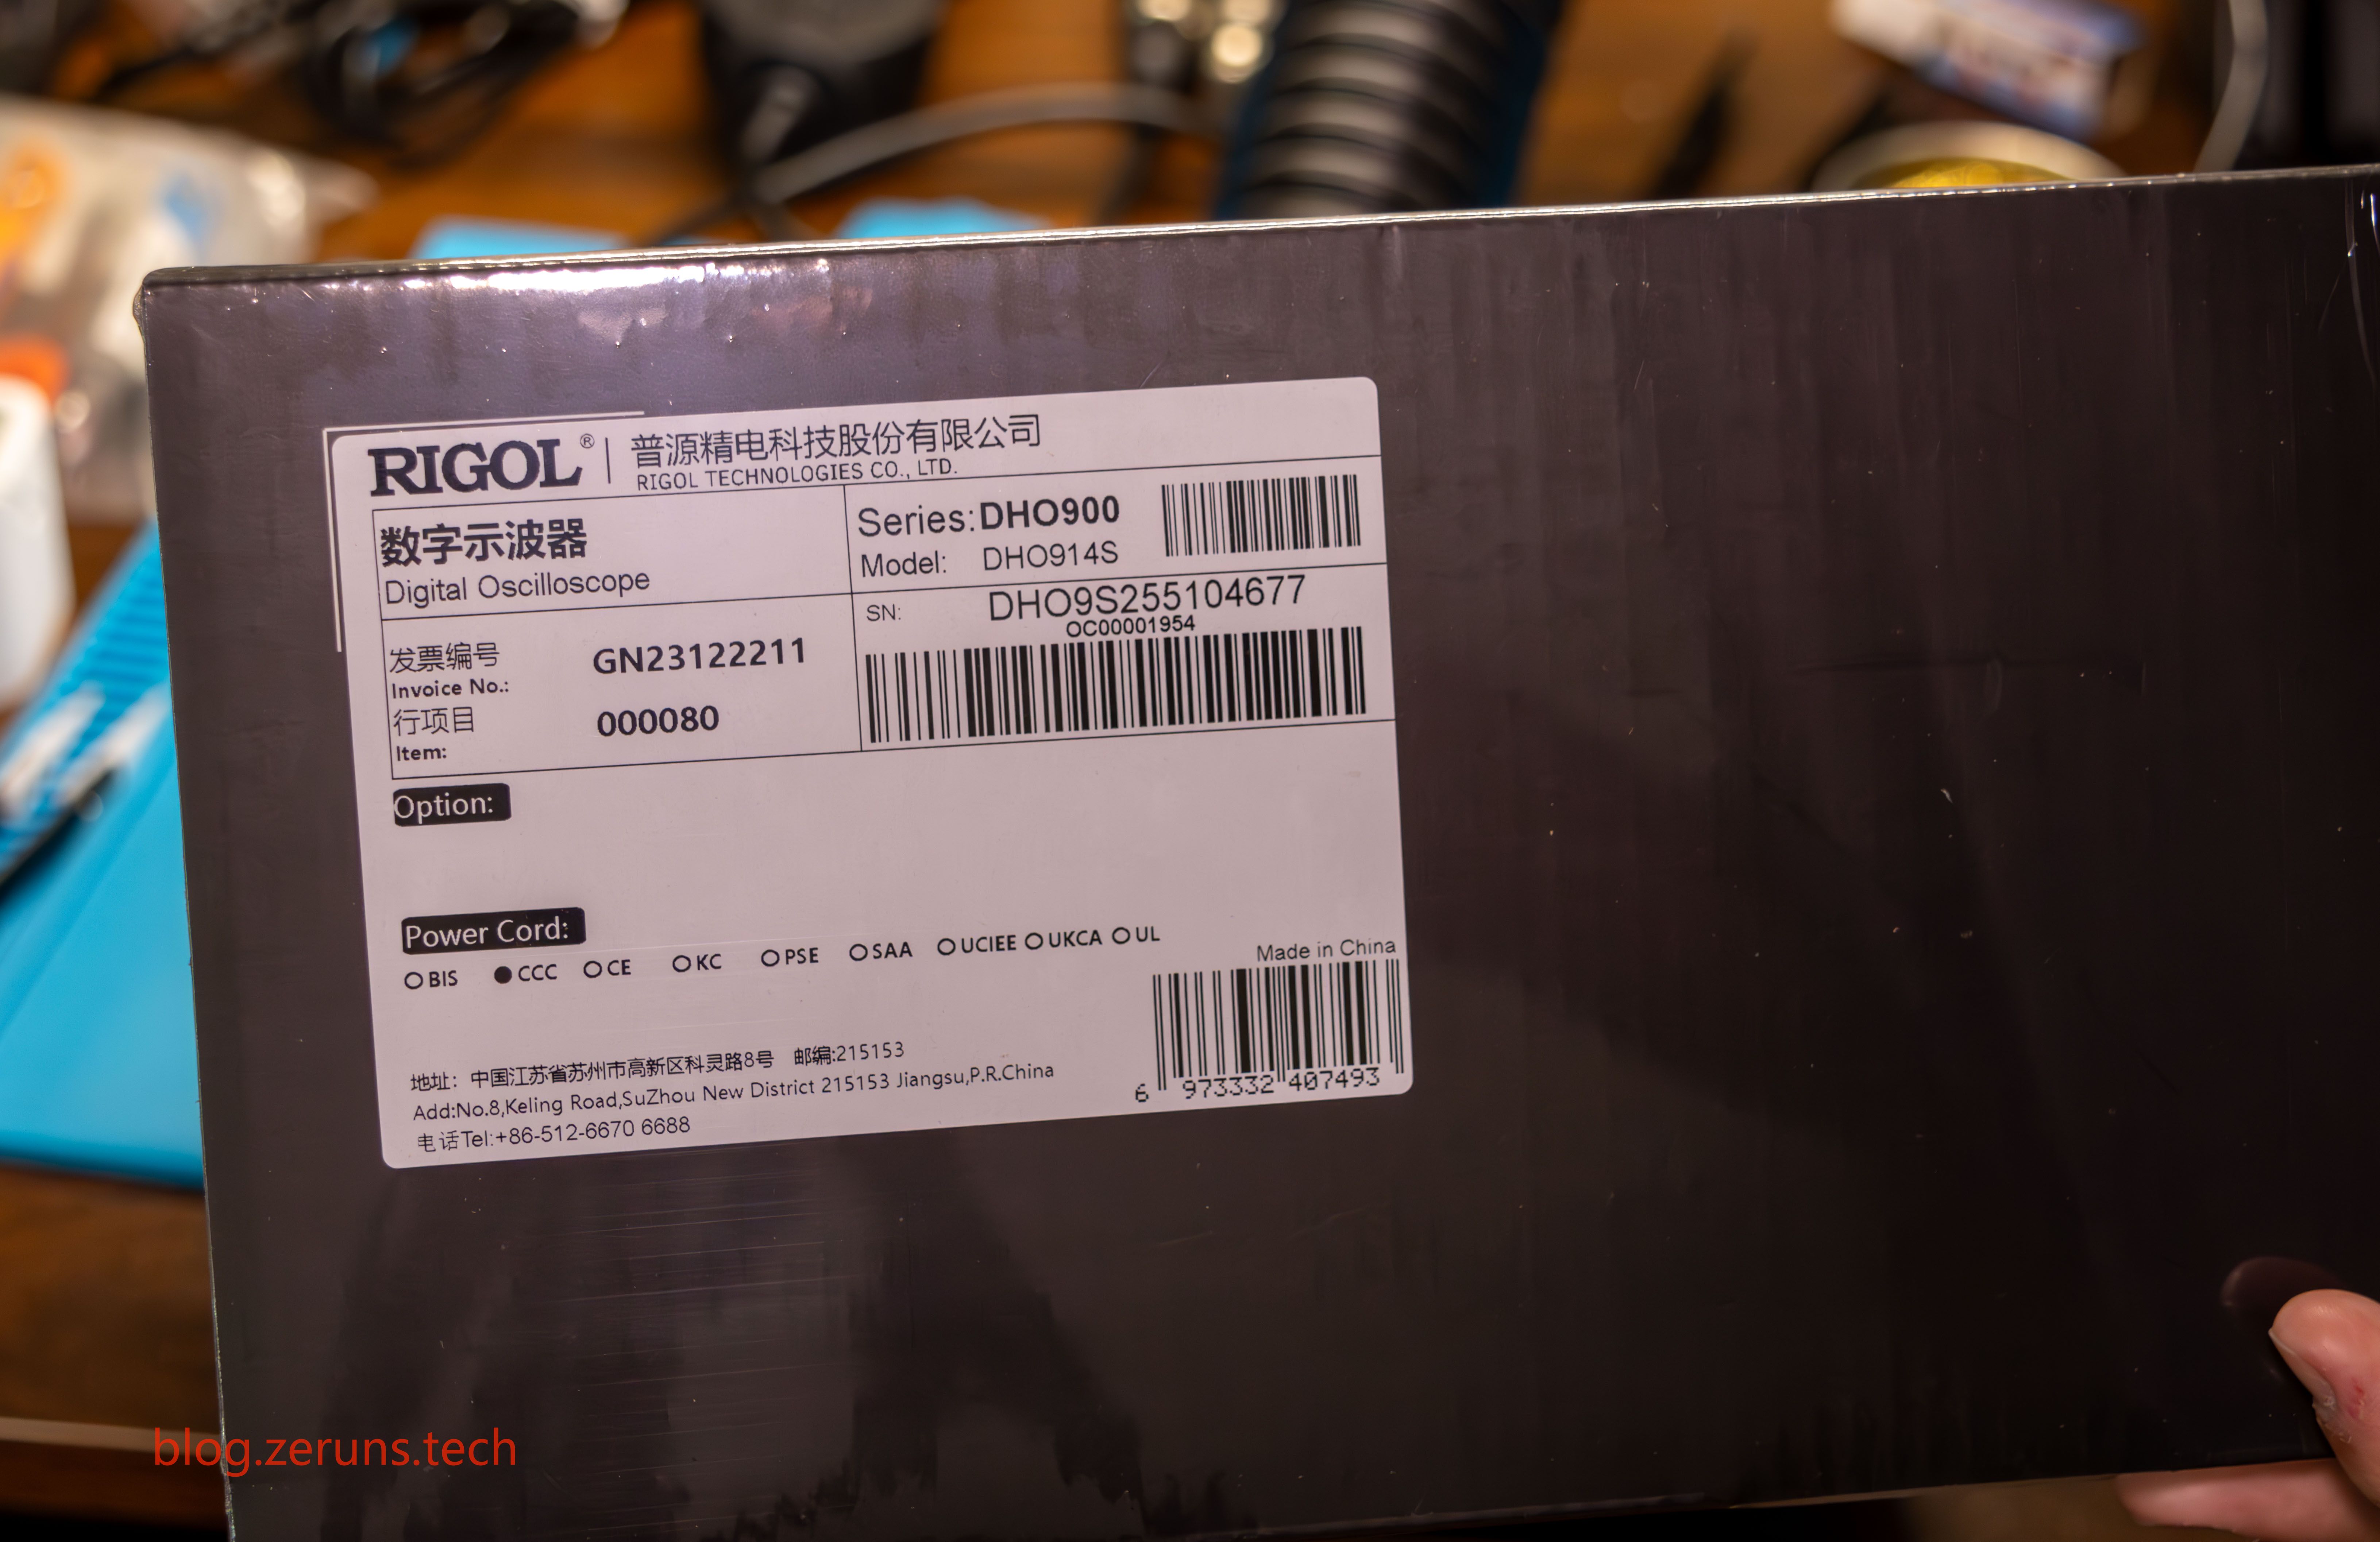 RIGOL® | 普源精电科技股份有限公司
RIGOL TECHNOLOGIES CO., LTD.
数字示波器
Digital Oscilloscope
Series:DHO900
Model: DHO914S
SN: DHO9S255104677
OC00001954
发票编号 GN23122211
Invoice No.:
行项目 000080
Item:
Option:
Power Cord:
BIS CCC CE KC PSE SAA UCIEE UKCA UL
Made in China
地址：中国江苏省苏州市高新区科灵路8号 邮编:215153
Add:No.8,Keling Road,SuZhou New District 215153 Jiangsu,P.R.China
电话Tel:+86-512-6670 6688
6 973332 407493
blog.zeruns.tech